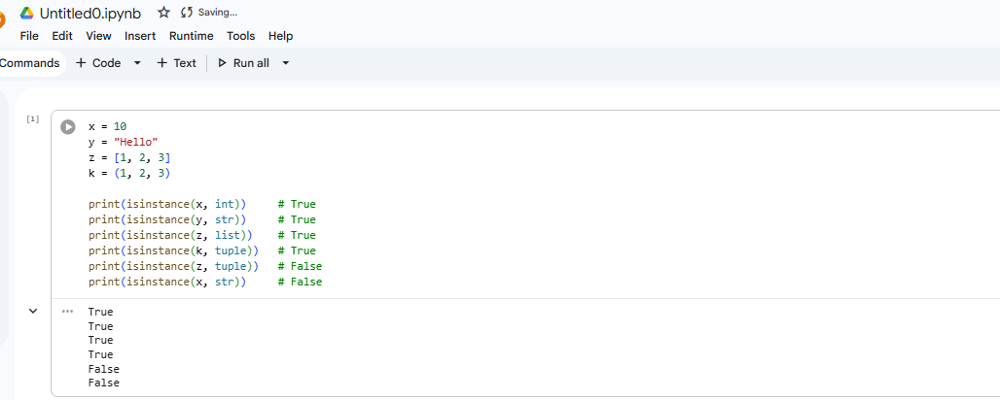 Untitled0.ipynb Saving...
File Edit View Insert Runtime Tools Help
Commands + Code + Text Run all
[1]
x = 10
y = "Hello"
z = [1, 2, 3]
k = (1, 2, 3)
print(isinstance(x, int)) # True
print(isinstance(y, str)) # True
print(isinstance(z, list)) # True
print(isinstance(k, tuple)) # True
print(isinstance(z, tuple)) # False
print(isinstance(x, str)) # False
True
True
True
True
False
False